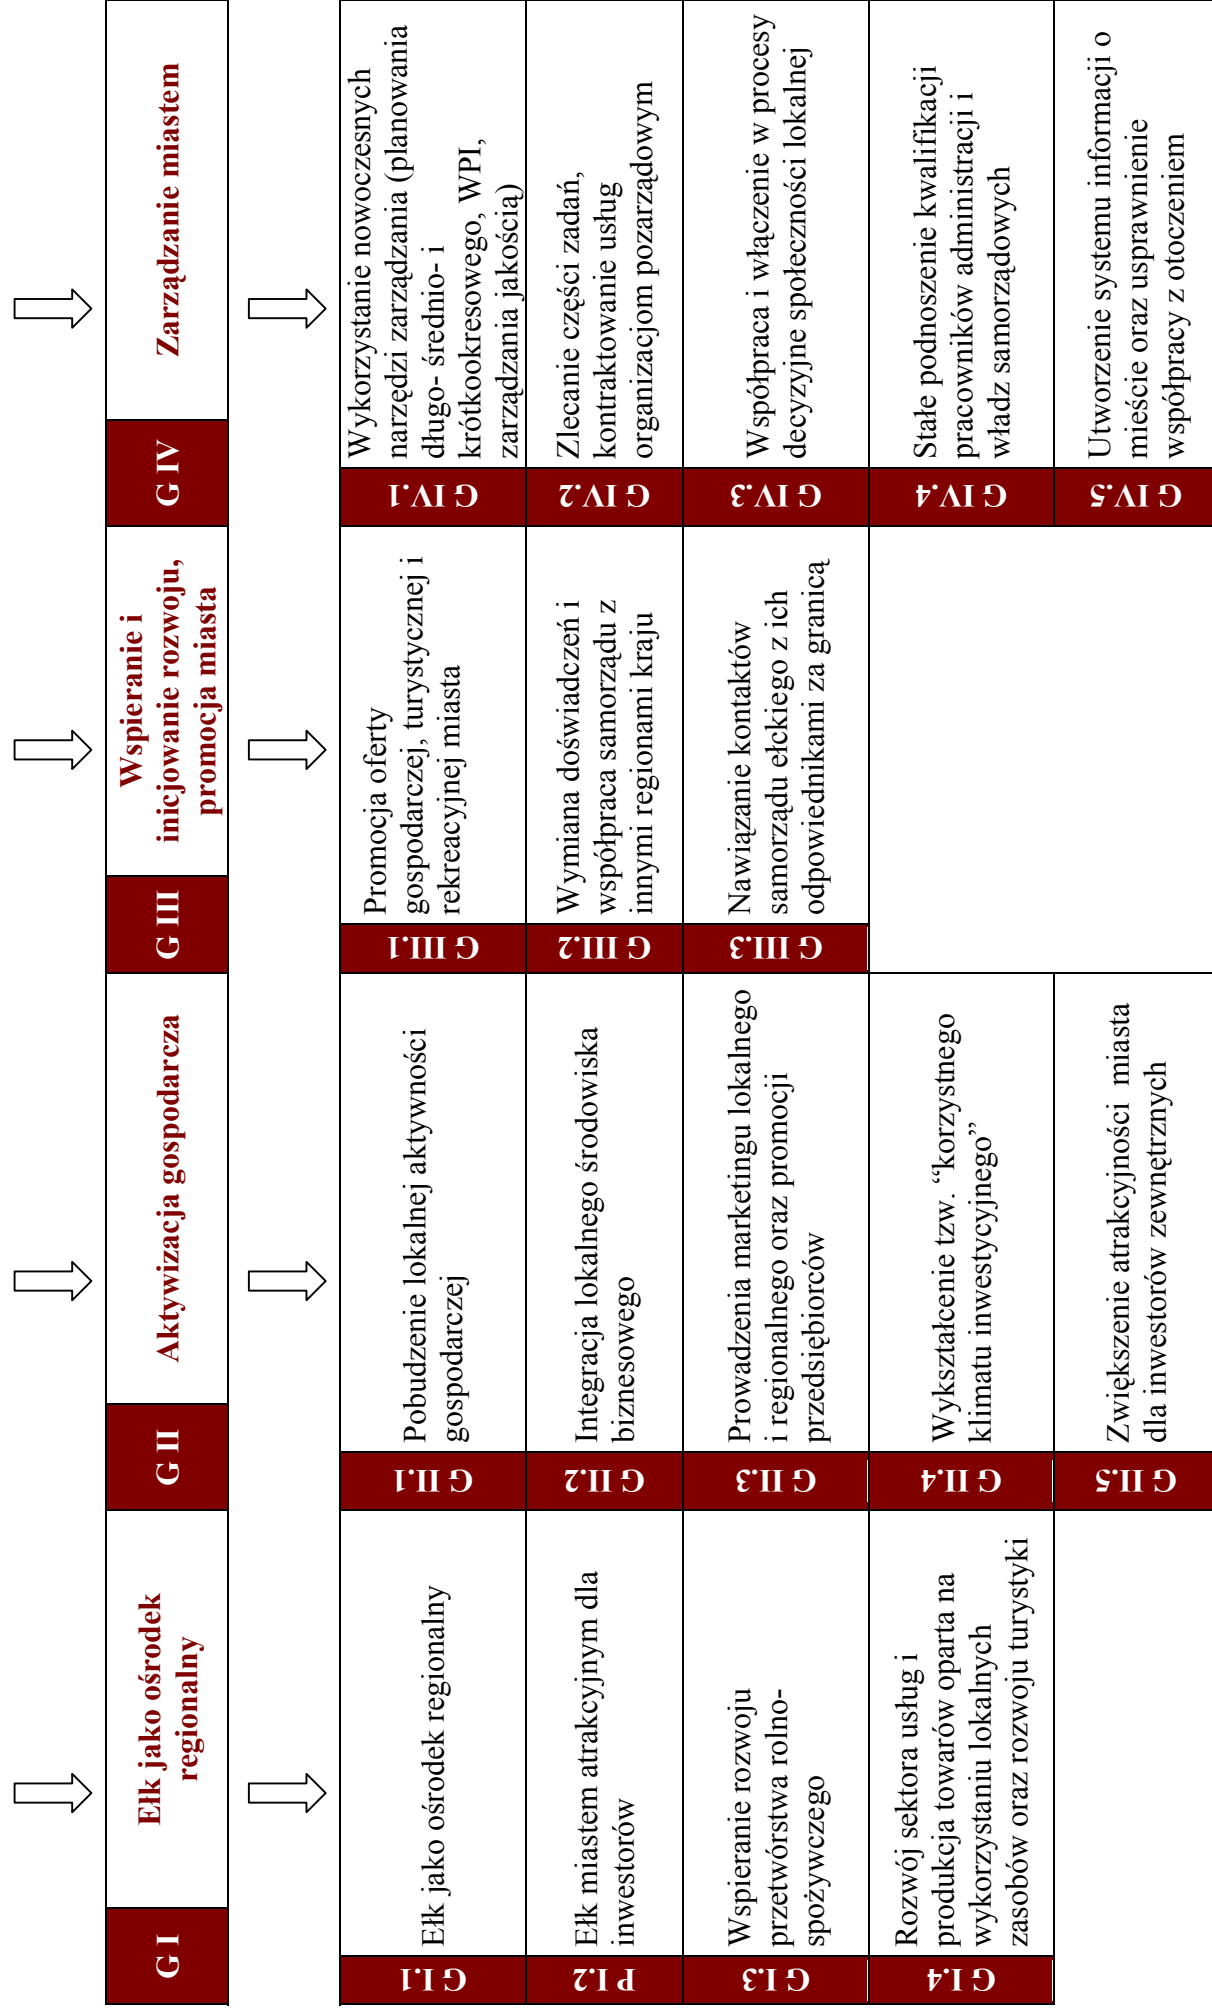 G I
Ełk jako ośrodek
regionalny
G II
Aktywizacja gospodarcza
G III
Wspieranie i
inicjowanie rozwoju,
promocja miasta
G IV
Zarządzanie miastem
G I.1
Ełk jako ośrodek regionalny
G II.1
Pobudzenie lokalnej aktywności
gospodarczej
G III.1
Promocja oferty
gospodarczej, turystycznej i
rekreacyjnej miasta
G IV.1
Wykorzystanie nowoczesnych
narzędzi zarządzania (planowania
długo- średnio- i
krótkookresowego, WPI,
zarządzania jakością)
P I.2
Ełk miastem atrakcyjnym dla
inwestorów
G II.2
Integracja lokalnego środowiska
biznesowego
G III.2
Wymiana doświadczeń i
współpraca samorządu z
innymi regionami kraju
G IV.2
Zlecanie części zadań,
kontraktowanie usług
organizacjom pozarządowym
G I.3
Wspieranie rozwoju
przetwórstwa rolno-
spożywczego
G II.3
Prowadzenia marketingu lokalnego
i regionalnego oraz promocji
przedsiębiorców
G III.3
Nawiązanie kontaktów
samorządu ełckiego z ich
odpowiednikami za granicą
G IV.3
Współpraca i włączenie w procesy
decyzyjne społeczności lokalnej
G I.4
Rozwój sektora usług i
produkcja towarów oparta na
wykorzystaniu lokalnych
zasobów oraz rozwoju turystyki
G II.4
Wykształcenie tzw. “korzystnego
klimatu inwestycyjnego”
G IV.4
Stałe podnoszenie kwalifikacji
pracowników administracji i
władz samorządowych
G II.5
Zwiększenie atrakcyjności miasta
dla inwestorów zewnętrznych
G IV.5
Utworzenie systemu informacji o
mieście oraz usprawnienie
współpracy z otoczeniem